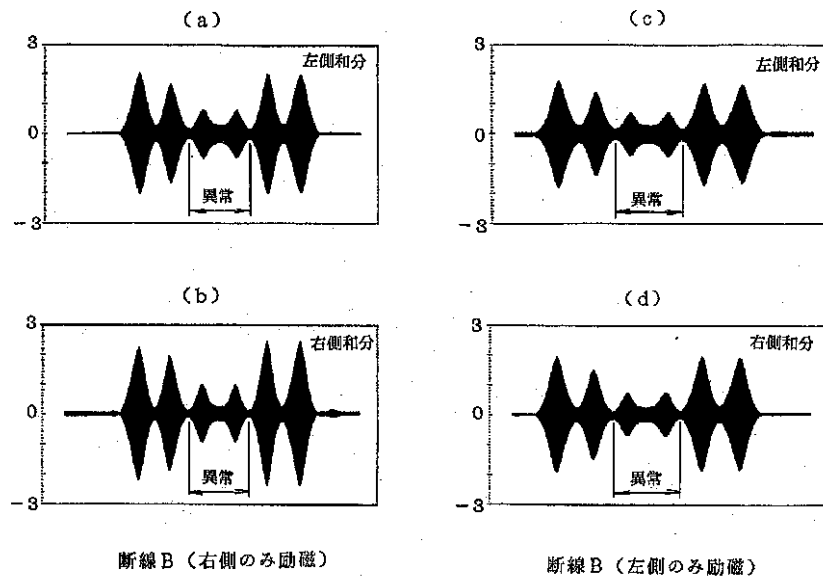 (a)
3
左側和分
0
異常
-3
(b)
3
右側和分
0
異常
-3
断線B(右側のみ励磁)
(c)
3
左側和分
0
異常
-3
(d)
3
右側和分
0
異常
-3
断線B(左側のみ励磁)